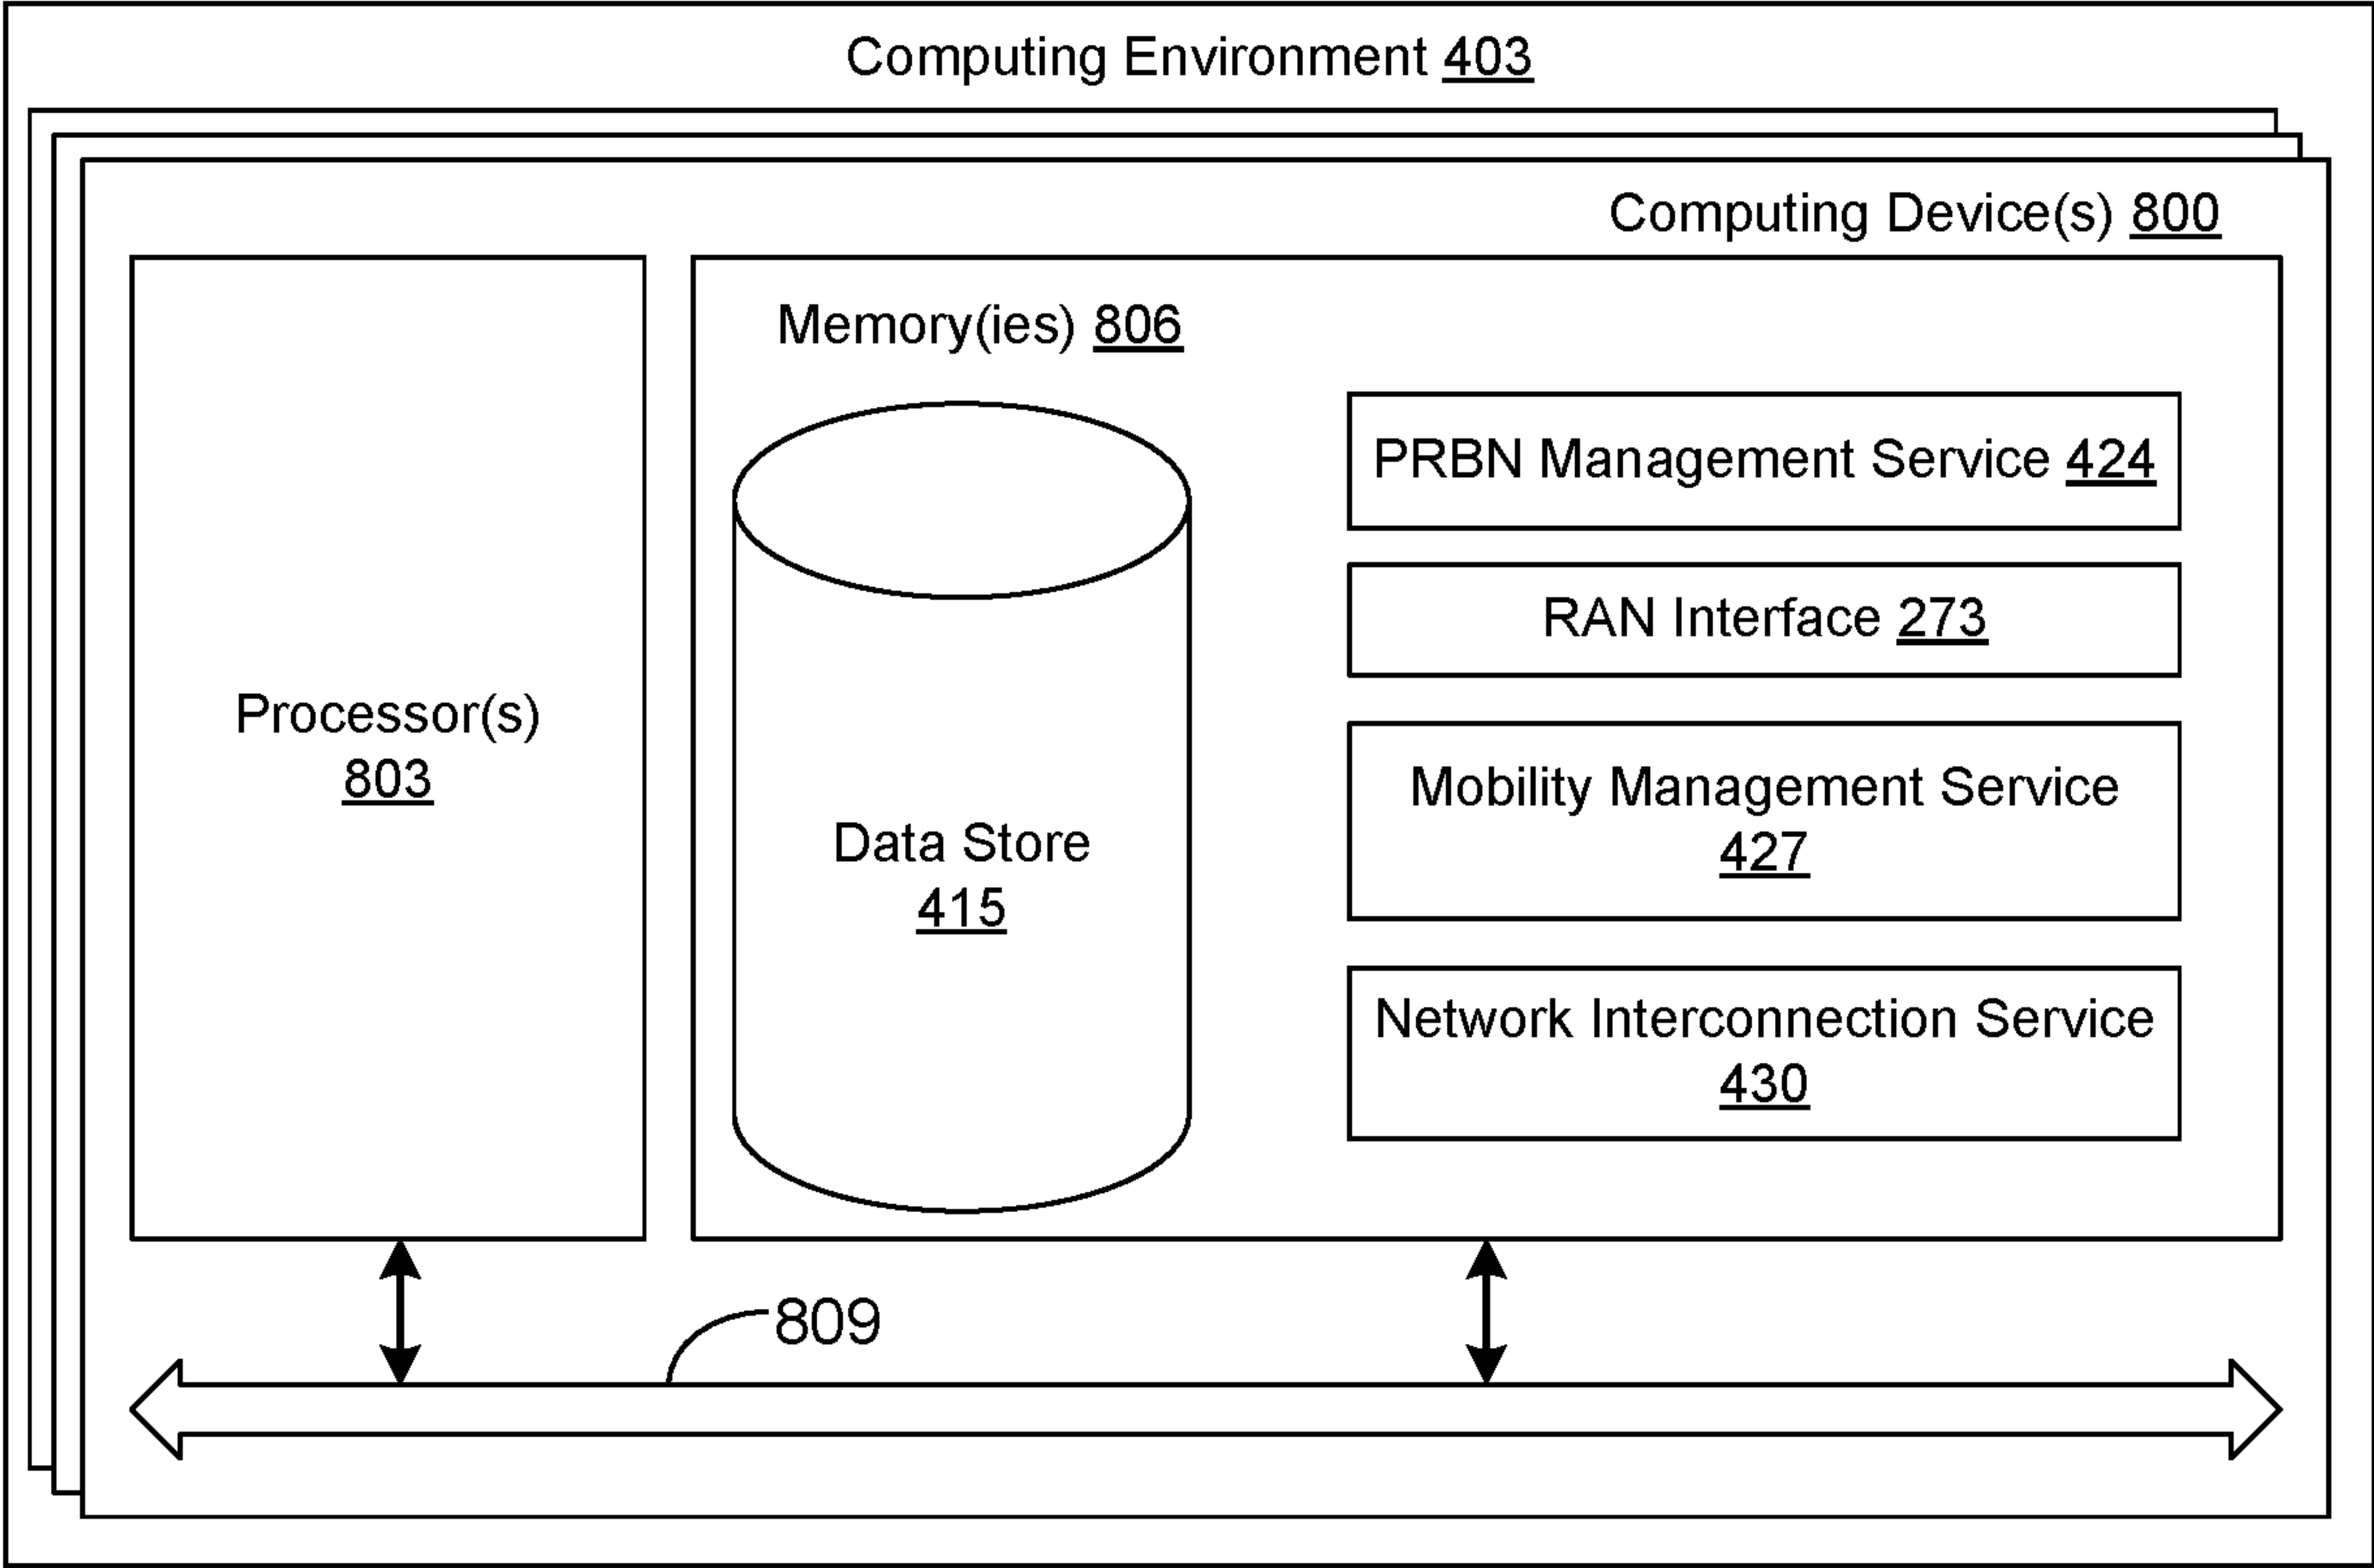 Computing Environment 403
Computing Device(s) 800
Processor(s)
803
Memory(ies) 806
Data Store
415
PRBN Management Service 424
RAN Interface 273
Mobility Management Service
427
Network Interconnection Service
430
809